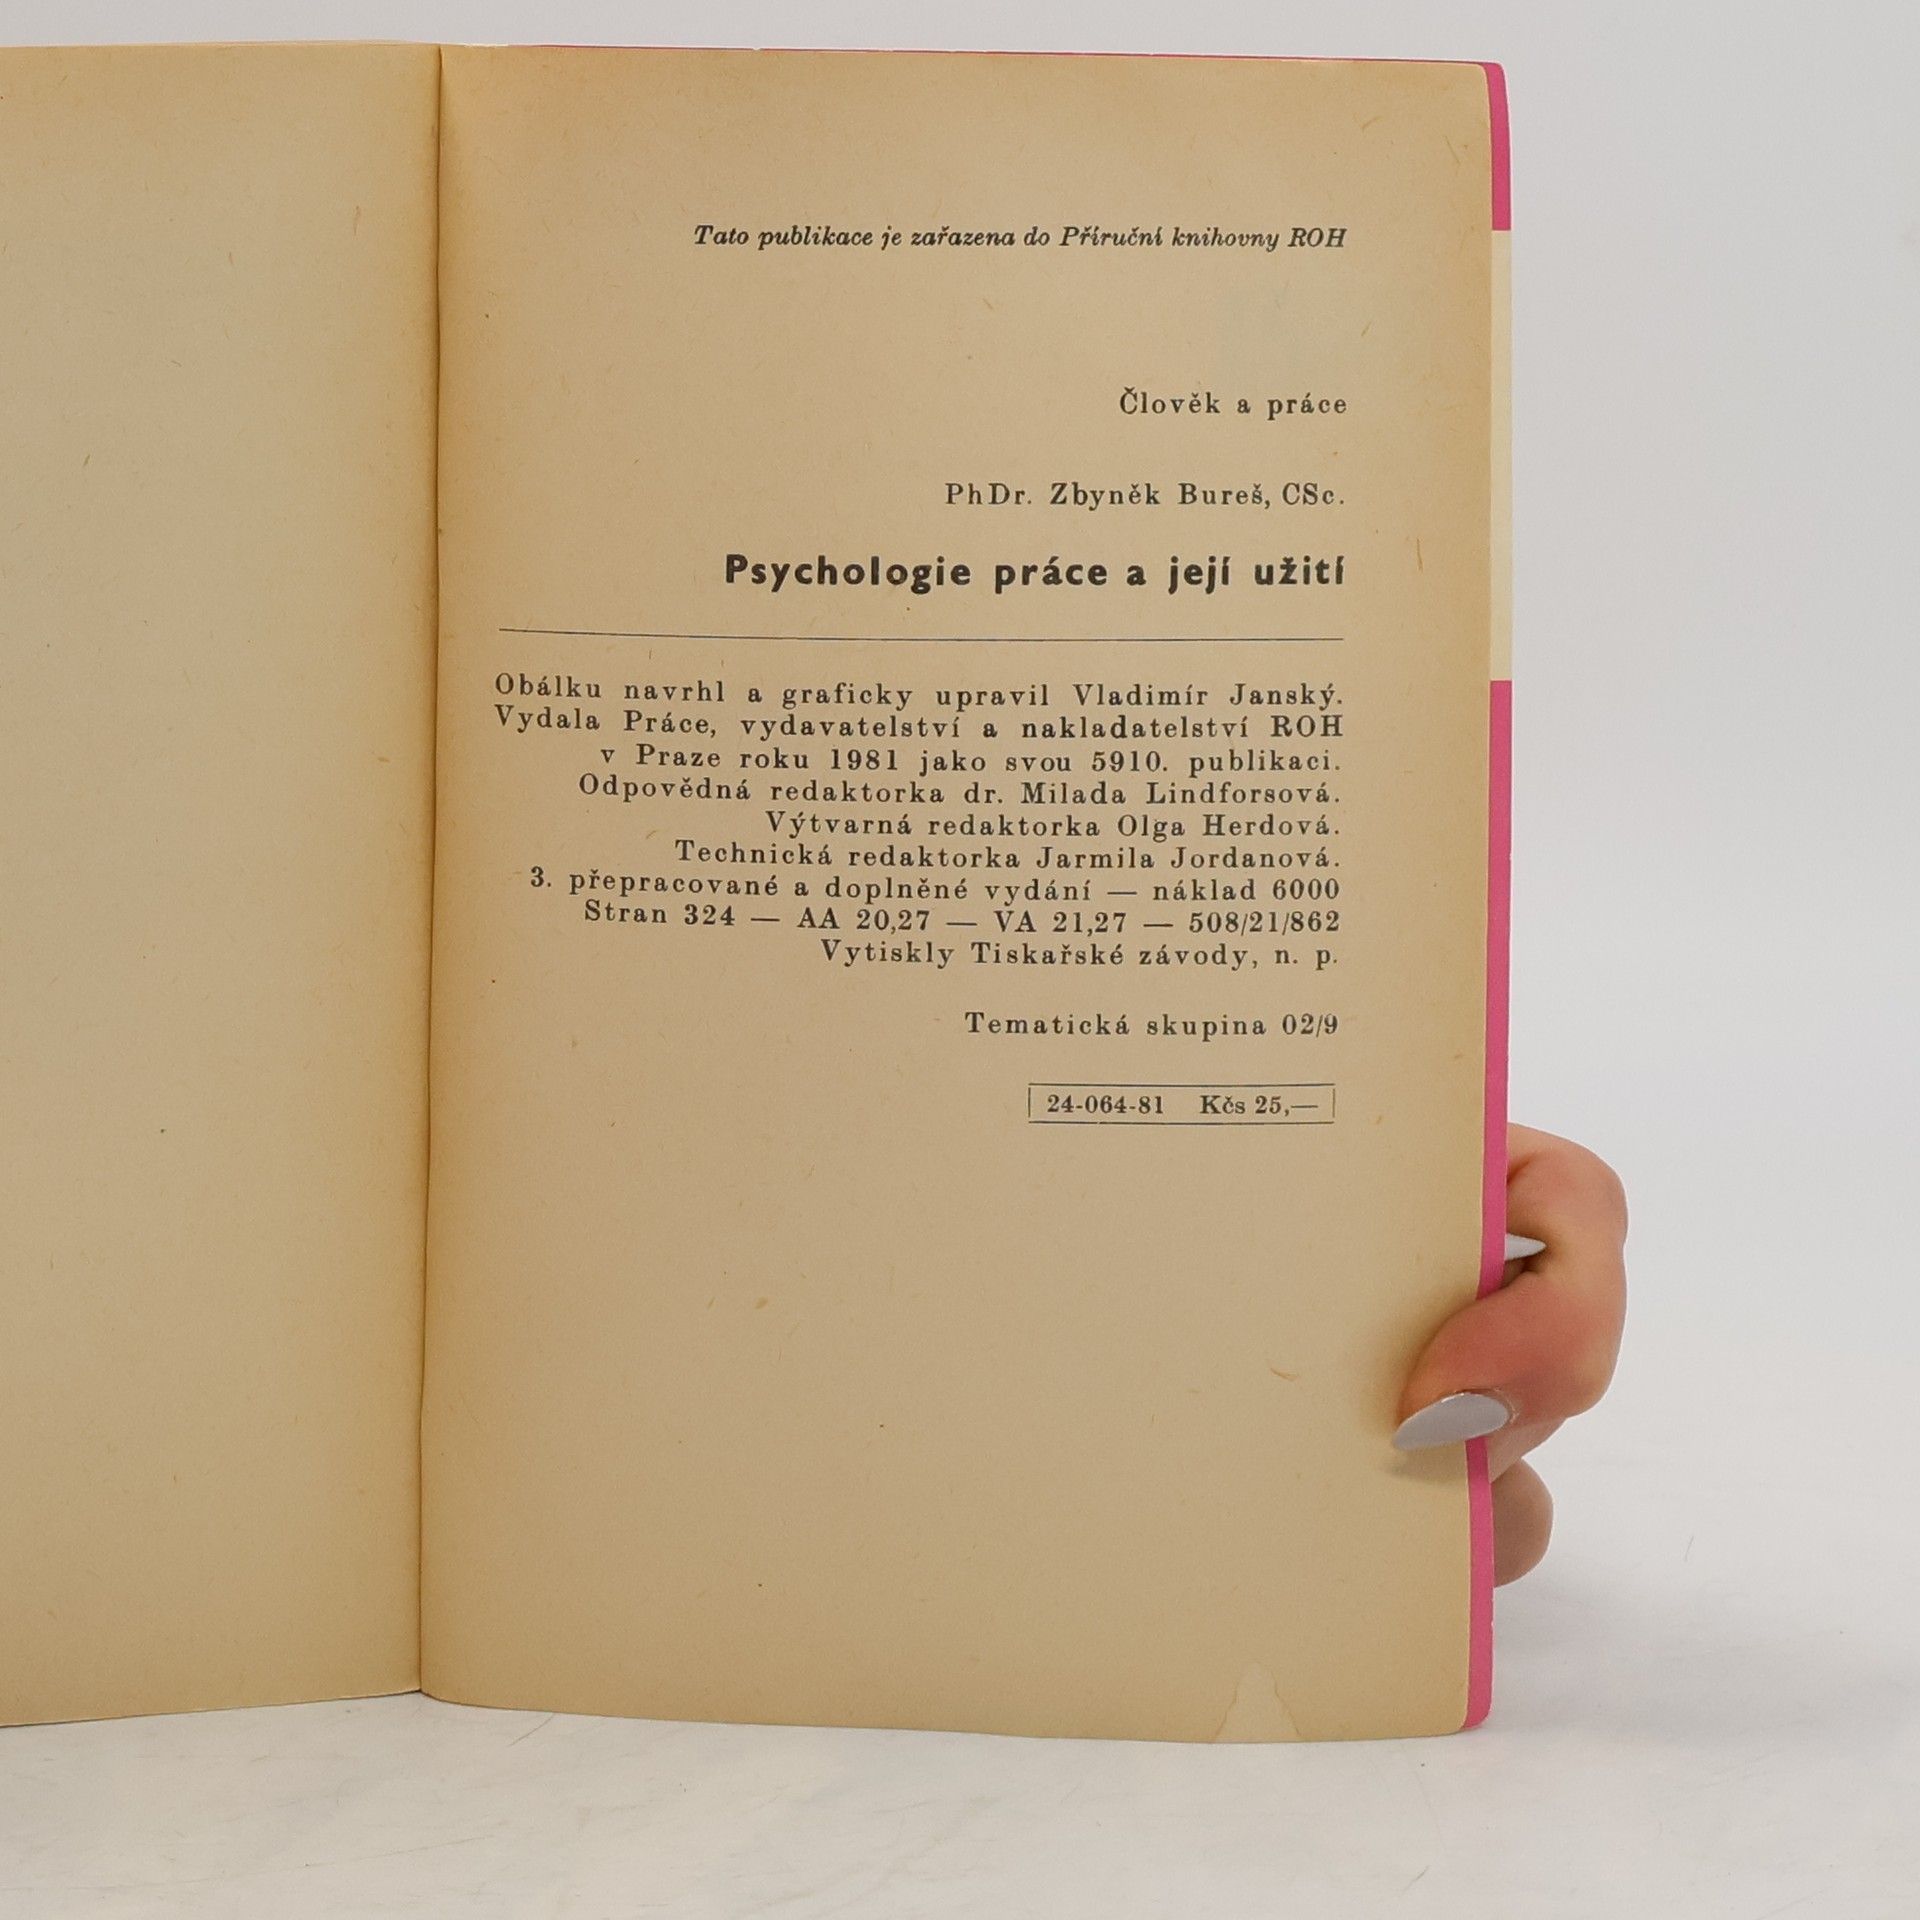 Tato publikace je zařazena do Příruční knihovny ROH
Člověk a práce
PhDr. Zbyněk Bureš, CSc.
Psychologie práce a její užití
Obálku navrhl a graficky upravil Vladimír Janský.
Vydala Práce, vydavatelství a nakladatelství ROH
v Praze roku 1981 jako svou 5910. publikaci.
Odpovědná redaktorka dr. Milada Lindforsová.
Výtvarná redaktorka Olga Herdová.
Technická redaktorka Jarmila Jordanová.
3. přepracované a doplněné vydání — náklad 6000
Stran 324 — AA 20,27 — VA 21,27 — 508/21/862
Vytiskly Tiskařské závody, n. p.
Tematická skupina 02/9
24-064-81 Kčs 25,—